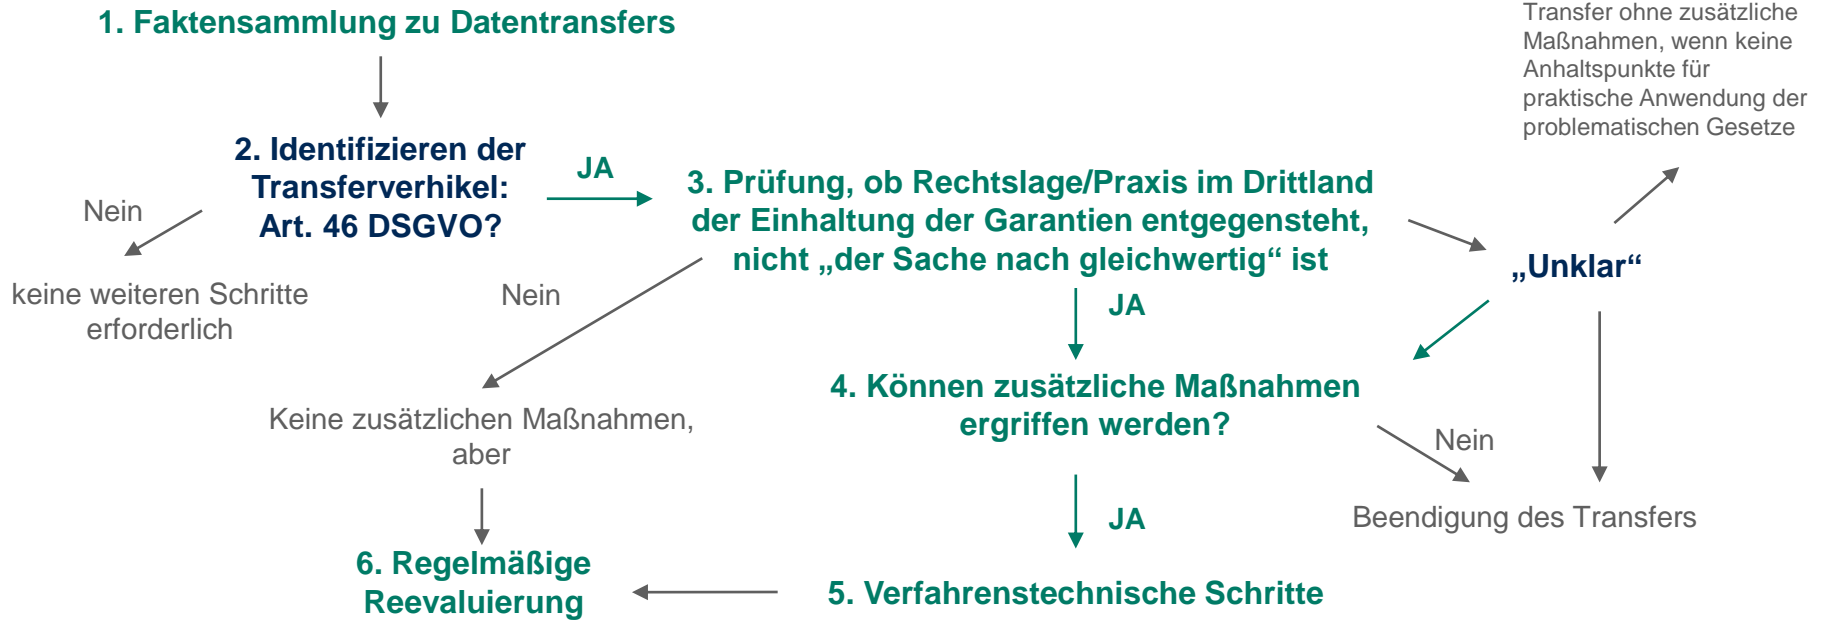 1. Faktensammlung zu Datentransfers
Transfer ohne zusätzliche
Maßnahmen, wenn keine
Anhaltspunkte für
praktische Anwendung der
problematischen Gesetze
2. Identifizieren der
Transferverhikel:
Art. 46 DSGVO?
JA
Nein
keine weiteren Schritte
erforderlich
3. Prüfung, ob Rechtslage/Praxis im Drittland
der Einhaltung der Garantien entgegensteht,
nicht „der Sache nach gleichwertig“ ist
„Unklar“
Nein
JA
Keine zusätzlichen Maßnahmen,
aber
4. Können zusätzliche Maßnahmen
ergriffen werden?
Nein
Beendigung des Transfers
JA
6. Regelmäßige
Reevaluierung
5. Verfahrenstechnische Schritte